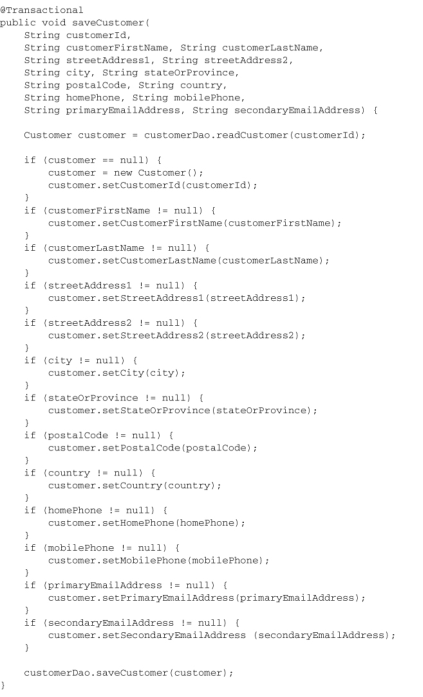 @Transactional
public void saveCustomer(
    String customerId,
    String customerFirstName, String customerLastName,
    String streetAddress1, String streetAddress2,
    String city, String stateOrProvince,
    String postalCode, String country,
    String homePhone, String mobilePhone,
    String primaryEmailAddress, String secondaryEmailAddress) {

    Customer customer = customerDao.readCustomer(customerId);

    if (customer == null) {
        customer = new Customer();
        customer.setCustomerId(customerId);
    }
    if (customerFirstName != null) {
        customer.setCustomerFirstName(customerFirstName);
    }
    if (customerLastName != null) {
        customer.setCustomerLastName(customerLastName);
    }
    if (streetAddress1 != null) {
        customer.setStreetAddress1(streetAddress1);
    }
    if (streetAddress2 != null) {
        customer.setStreetAddress2(streetAddress2);
    }
    if (city != null) {
        customer.setCity(city);
    }
    if (stateOrProvince != null) {
        customer.setStateOrProvince(stateOrProvince);
    }
    if (postalCode != null) {
        customer.setPostalCode(postalCode);
    }
    if (country != null) {
        customer.setCountry(country);
    }
    if (homePhone != null) {
        customer.setHomePhone(homePhone);
    }
    if (mobilePhone != null) {
        customer.setMobilePhone(mobilePhone);
    }
    if (primaryEmailAddress != null) {
        customer.setPrimaryEmailAddress(primaryEmailAddress);
    }
    if (secondaryEmailAddress != null) {
        customer.setSecondaryEmailAddress (secondaryEmailAddress);
    }

    customerDao.saveCustomer(customer);
}